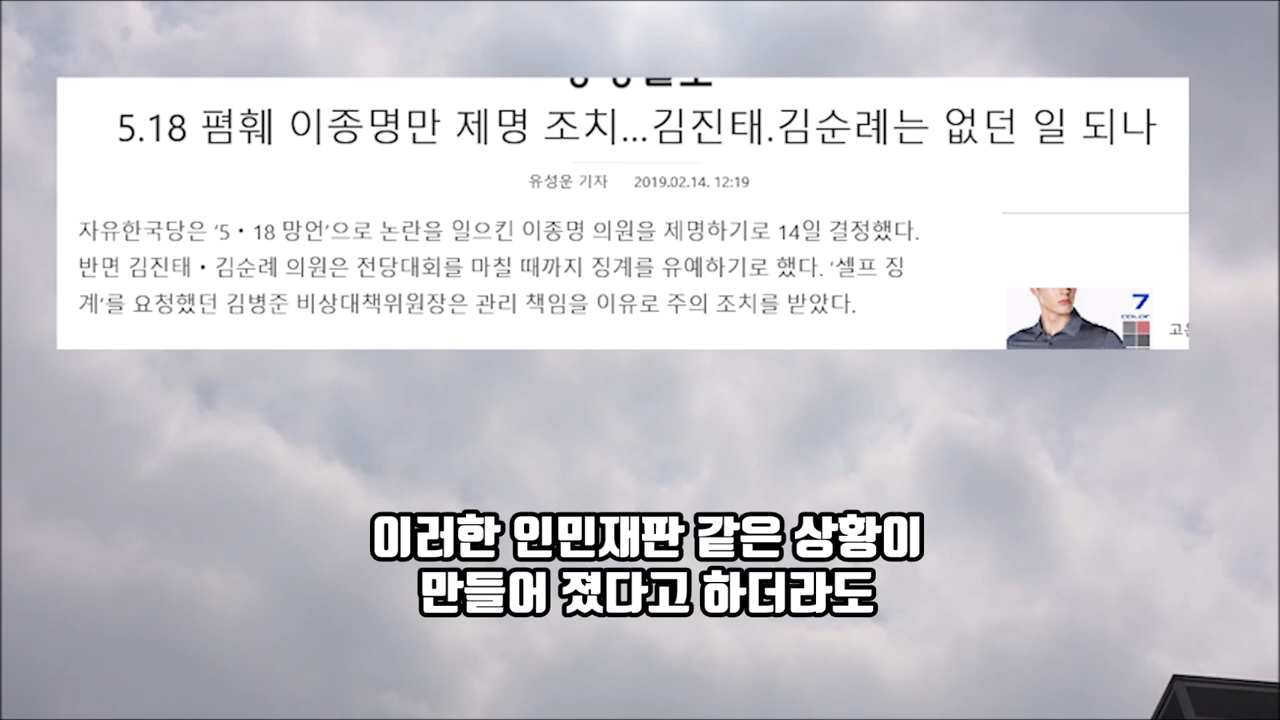 5.18 폄훼 이종명만 제명 조치...김진태.김순례는 없던 일 되나
유성운 기자 2019.02.14. 12:19
자유한국당은 ‘5·18 망언’으로 논란을 일으킨 이종명 의원을 제명하기로 14일 결정했다.
반면 김진태·김순례 의원은 전당대회를 마칠 때까지 징계를 유예하기로 했다. ‘셀프 징
계’를 요청했던 김병준 비상대책위원장은 관리 책임을 이유로 주의 조치를 받았다.
7
COLOR
이러한 인민재판 같은 상황이
만들어 졌다고 하더라도